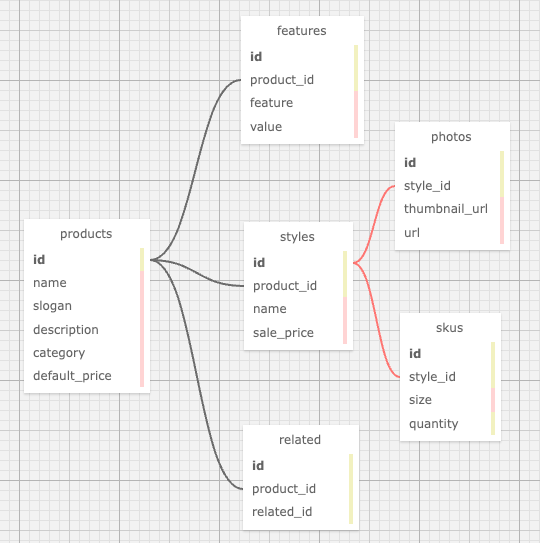 features
id
product_id
feature
value
photos
id
style_id
thumbnail_url
url
products
id
name
slogan
description
category
default_price
styles
id
product_id
name
sale_price
skus
id
style_id
size
quantity
related
id
product_id
related_id